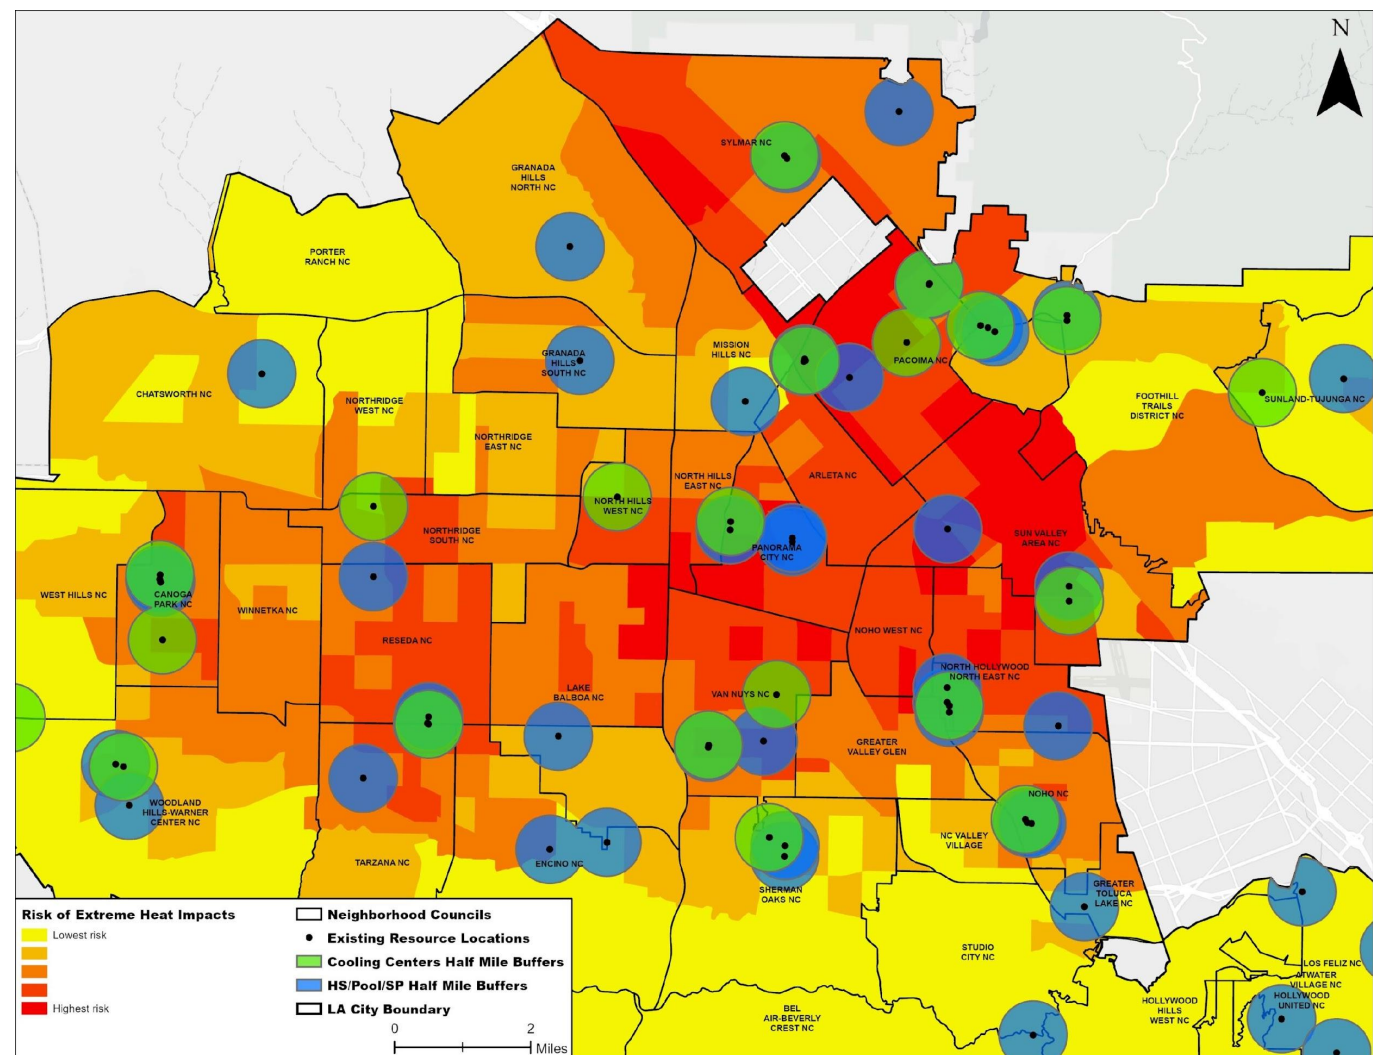 N
SYLMAR NC
GRANADA
HILLS
NORTH NC
PORTER
RANCH NC
MISSION
HILLS NC
GRANADA
HILLS
SOUTH NC
PACOIMA NC
CHATSWORTH NC
NORTHRIDGE
WEST NC
FOOTHILL
TRAILS
DISTRICT NC
SUNLAND-TUJUNGA NC
NORTHRIDGE
EAST NC
NORTH HILLS
EAST NC
ARLETA NC
NORTH HILLS
WEST NC
NORTHRIDGE
SOUTH NC
SUN VALLEY
AREA NC
PANORAMA
CITY NC
WEST HILLS NC
CANOGA
PARK NC
WINNETKA NC
RESEDA NC
NOHO WEST NC
NORTH HOLLYWOOD
NORTH EAST NC
LAKE
BALBOA NC
VAN NUYS NC
GREATER
VALLEY GLEN
WOODLAND
HILLS-WARNER
CENTER NC
NOHO NC
NC VALLEY
VILLAGE
TARZANA NC
ENCINO NC
SHERMAN
OAKS NC
GREATER
TOLUCA
LAKE NC
STUDIO
CITY NC
LOS FELIZ NC
ATWATER
VILLAGE NC
HOLLYWOOD
UNITED NC
HOLLYWOOD
HILLS
WEST NC
BEL
AIR-BEVERLY
CREST NC
Risk of Extreme Heat Impacts
Lowest risk
Highest risk
Neighborhood Councils
Existing Resource Locations
Cooling Centers Half Mile Buffers
HS/Pool/SP Half Mile Buffers
LA City Boundary
0 2
Miles